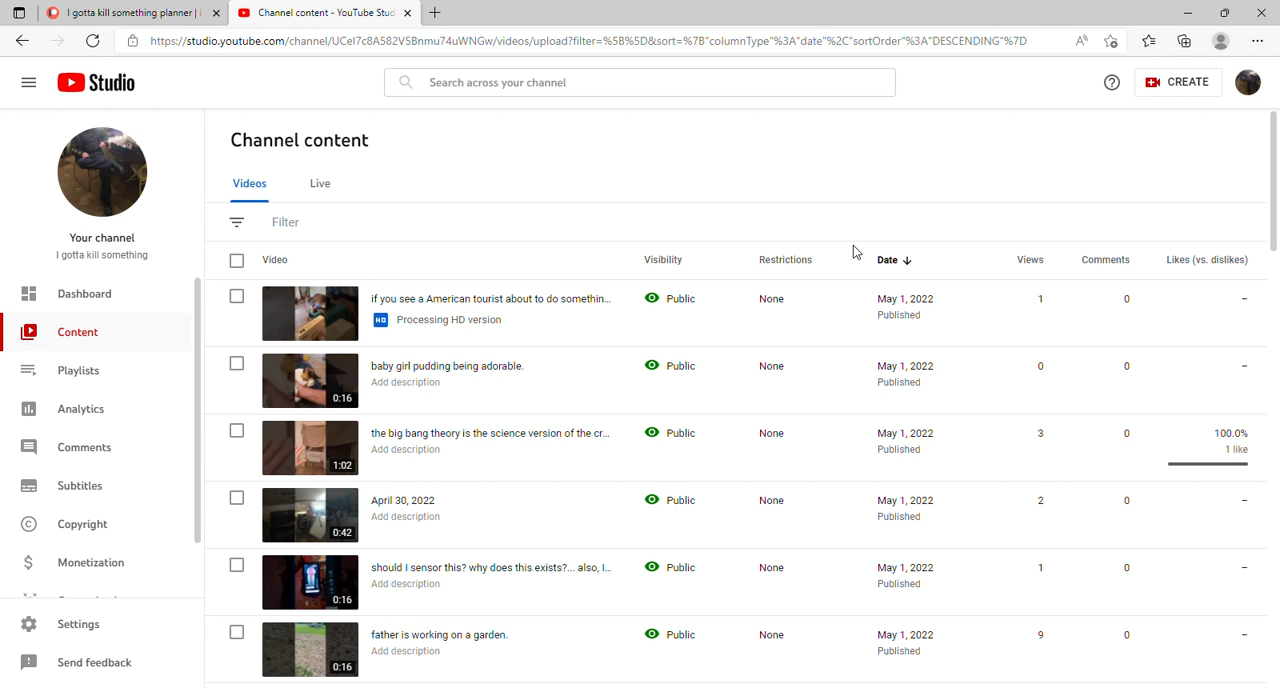 I gotta kill something planner |
Channel content - YouTube Stud
https://studio.youtube.com/channel/UCeI7c8A582V5Bnmu74uWNGw/videos/upload?filter=%5B%5D&sort=%7B"columnType"%3A"date"%2C"sortOrder"%3A"DESCENDING"%7D
Studio
Search across your channel
CREATE
Your channel
I gotta kill something
Dashboard
Content
Playlists
Analytics
Comments
Subtitles
Copyright
Monetization
Settings
Send feedback
Channel content
Videos Live
Filter
Video Visibility Restrictions Date Views Comments Likes (vs. dislikes)
if you see a American tourist about to do somethin... Public None May 1, 2022 1 0 –
HD Processing HD version Published
baby girl pudding being adorable. Public None May 1, 2022 0 0 –
0:16 Add description Published
the big bang theory is the science version of the cr... Public None May 1, 2022 3 0 100.0%
Add description Published 1 like
1:02
April 30, 2022 Public None May 1, 2022 2 0 –
Add description Published
0:42
should I sensor this? why does this exists?... also, I... Public None May 1, 2022 1 0 –
Add description Published
0:16
father is working on a garden. Public None May 1, 2022 9 0 –
Add description Published
0:16